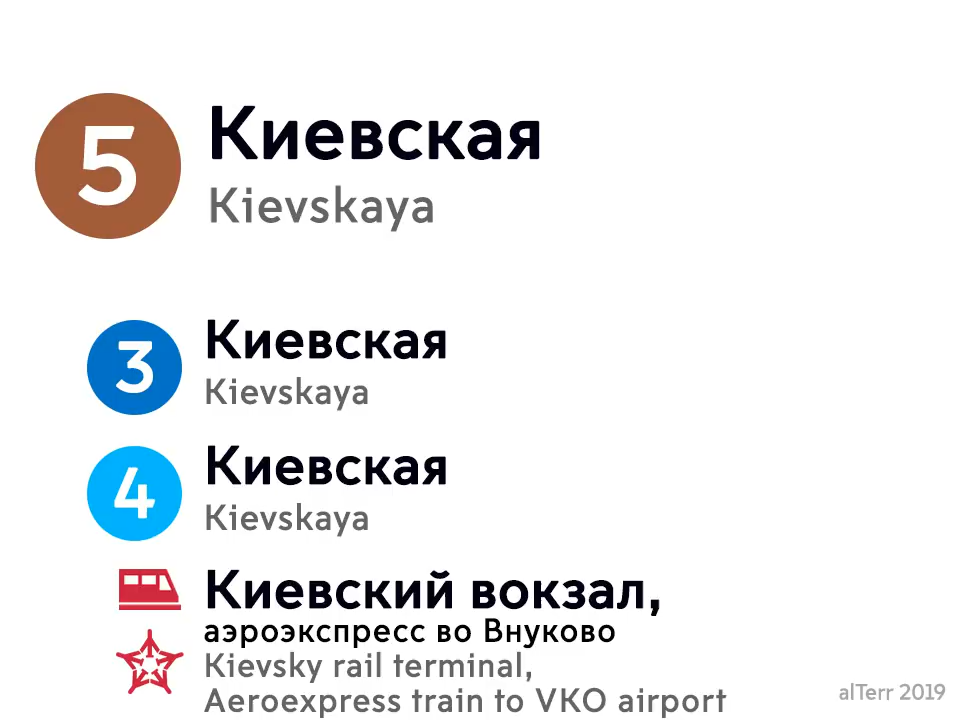 5
Киевская
Kievskaya
3
Киевская
Kievskaya
4
Киевская
Kievskaya
Киевский вокзал,
аэроэкспресс во Внуково
Kievsky rail terminal,
Aeroexpress train to VKO airport
alTerr 2019